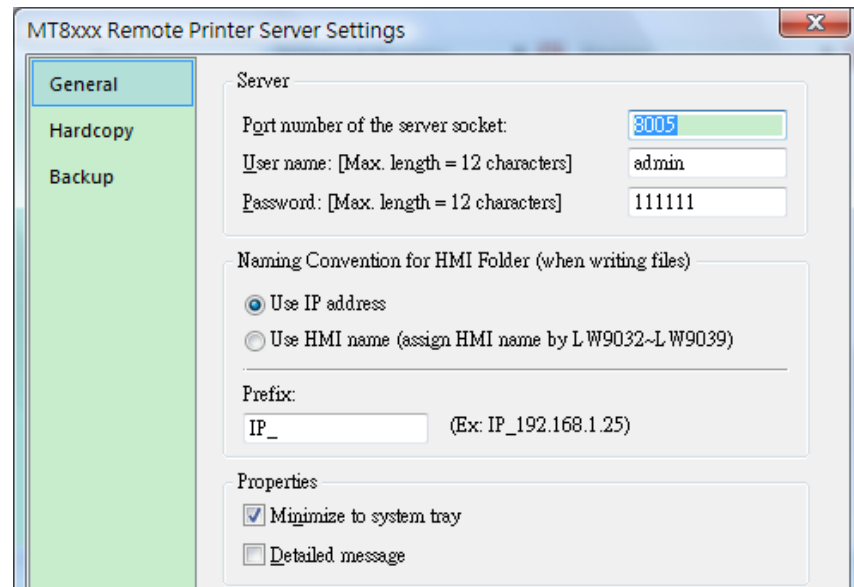 MT8xxx Remote Printer Server Settings
General
Hardcopy
Backup
Server
Port number of the server socket: 8005
User name: [Max. length = 12 characters] admin
Password: [Max. length = 12 characters] 111111
Naming Convention for HMI Folder (when writing files)
Use IP address
Use HMI name (assign HMI name by LW9032~LW9039)
Prefix:
IP_ (Ex: IP_192.168.1.25)
Properties
Minimize to system tray
Detailed message